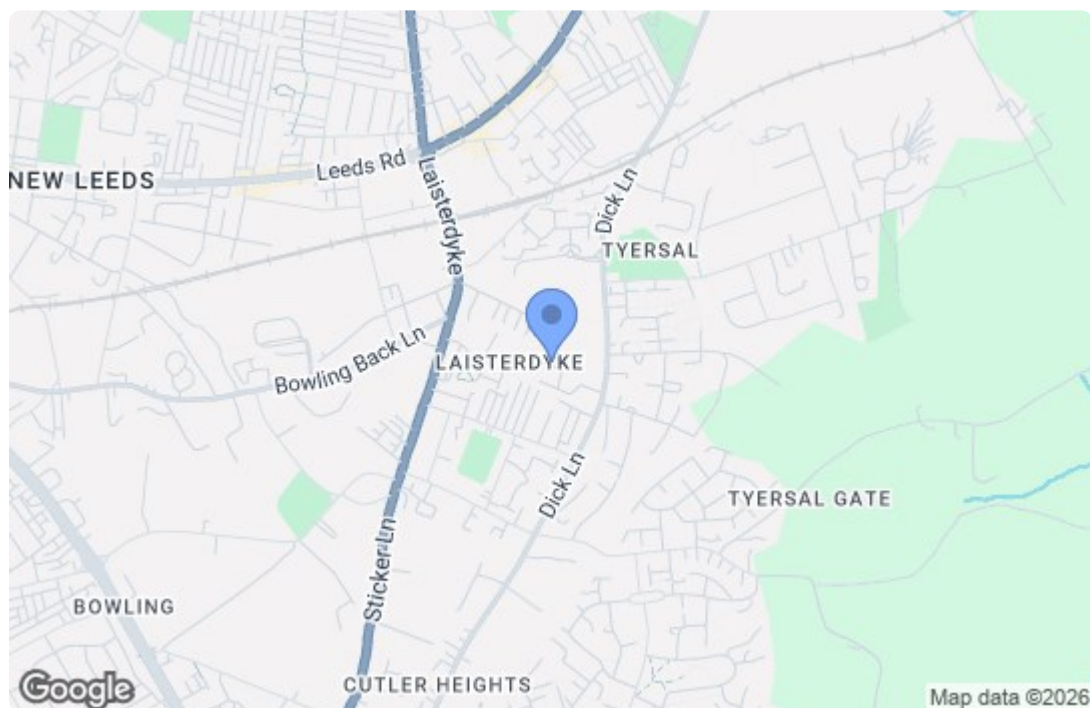 Leeds Rd
Laisterdyke
NEW LEEDS
Dick Ln
TYERSAL
Bowling Back Ln
LAISTERDYKE
Dick Ln
TYERSAL GATE
Sticker Ln
BOWLING
CUTLER HEIGHTS
Google
Map data ©2026